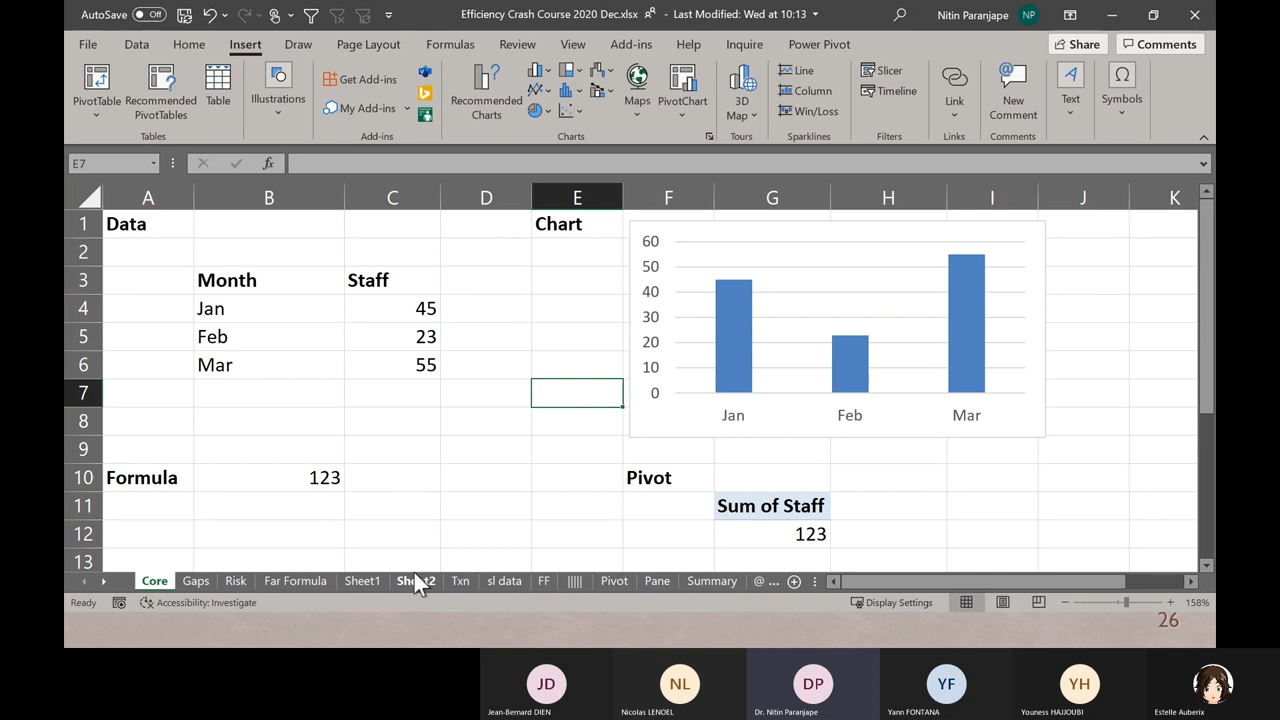 AutoSave Off
Efficiency Crash Course 2020 Dec.xlsx - Last Modified: Wed at 10:13
Nitin Paranjape NP
File Data Home Insert Draw Page Layout Formulas Review View Add-ins Help Inquire Power Pivot Share Comments
PivotTable Recommended PivotTables Table Illustrations Get Add-ins My Add-ins Recommended Charts Maps PivotChart 3D Map Line Column Win/Loss Slicer Timeline Link New Comment Text Symbols
Tables Add-ins Charts Tours Sparklines Filters Links Comments
E7 fx
A B C D E F G H I J K
1 Data Chart
2
3 Month Staff
4 Jan 45
5 Feb 23
6 Mar 55
7
8
9
60
50
40
30
20
10
0
Jan Feb Mar
10 Formula 123 Pivot
11 Sum of Staff
12 123
13
Core Gaps Risk Far Formula Sheet1 Sheet2 Txn sl data FF |||||| Pivot Pane Summary @ ...
Ready Accessibility: Investigate Display Settings 158%
26
JD NL DP YF YH
Jean-Bernard DIEN Nicolas LENOEL Dr. Nitin Paranjape Yann FONTANA Youness HAJJOUBI Estelle Auberix